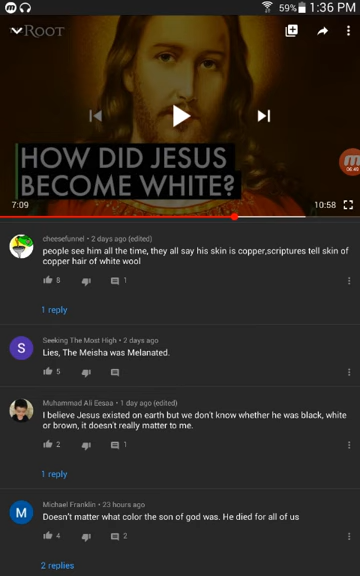 59% 1:36 PM
THE ROOT
HOW DID JESUS
BECOME WHITE?
06:49
7:09
10:58
cheesefunnel • 2 days ago (edited)
people see him all the time, they all say his skin is copper,scriptures tell skin of
copper hair of white wool
8 1
1 reply
S
Seeking The Most High • 2 days ago
Lies, The Meisha was Melanated.
5
Muhammad Ali Eesaa • 1 day ago (edited)
I believe Jesus existed on earth but we don't know whether he was black, white
or brown, it doesn't really matter to me.
2 1
1 reply
M
Michael Franklin • 23 hours ago
Doesn't matter what color the son of god was. He died for all of us
4 2
2 replies